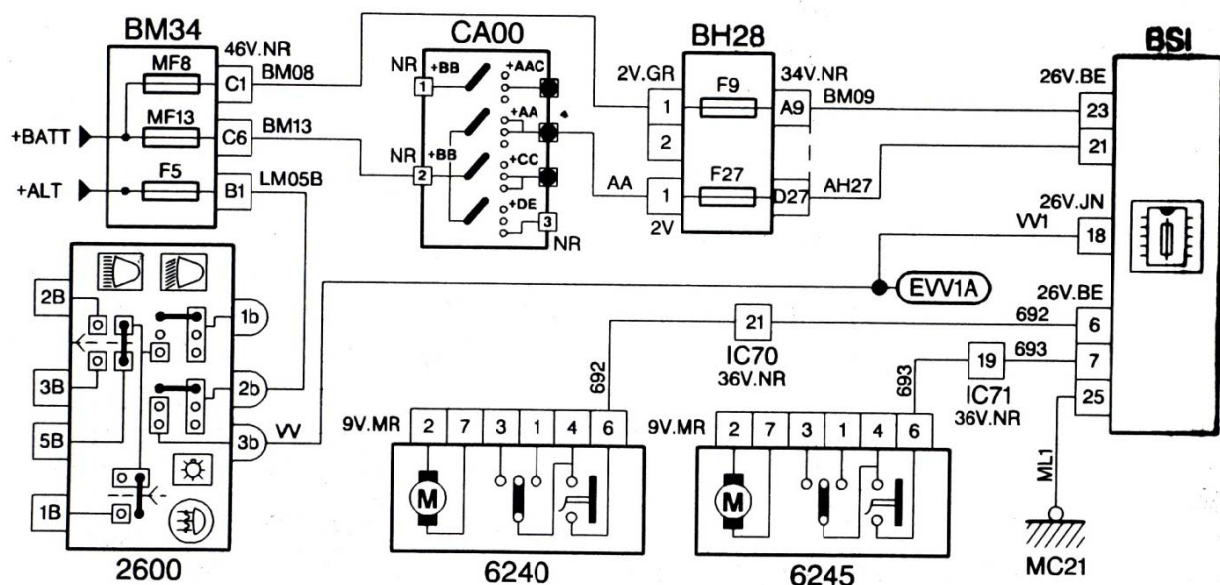 BM34
46V.NR
MF8
C1
BM08
+BATT
MF13
C6
BM13
+ALT
F5
B1
LM05B
CA00
NR
1
+BB
+AAC
+AA
NR
2
+BB
+CC
+DE
3
NR
BH28
2V.GR
34V.NR
1
F9
A9
BM09
2
AA
1
F27
D27
AH27
2V
BSI
26V.BE
23
21
26V.JN
VV1
18
EVV1A
26V.BE
692
6
693
7
25
21
IC70
36V.NR
19
IC71
36V.NR
692
693
ML1
MC21
2B
3B
5B
1B
1b
2b
3b
VV
2600
9V.MR
2 7 3 1 4 6
M
6240
9V.MR
2 7 3 1 4 6
M
6245